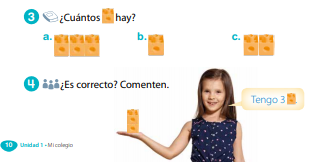 3 ¿Cuántos hay?
a. b. c.
4 ¿Es correcto? Comenten.
Tengo 3
10 Unidad 1 - Mi colegio